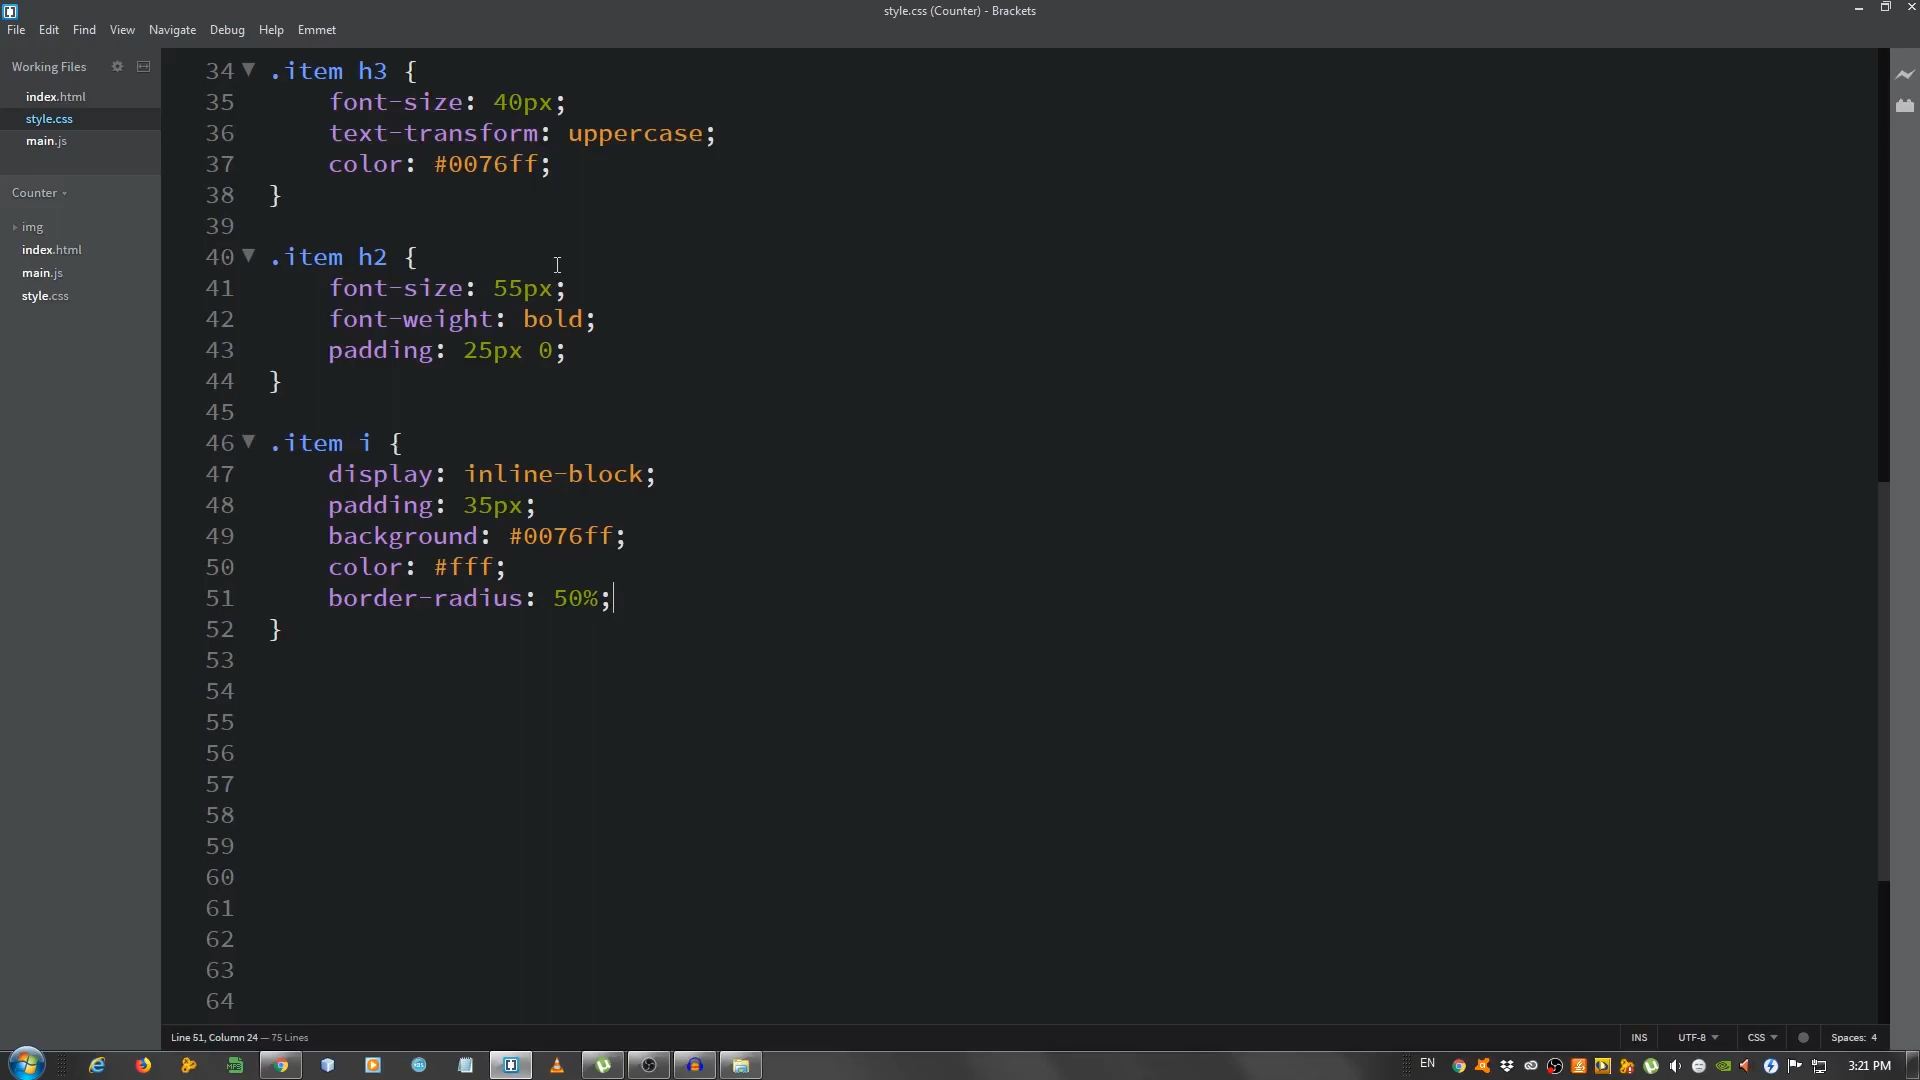 style.css (Counter) - Brackets
File Edit Find View Navigate Debug Help Emmet
Working Files
index.html
style.css
main.js
Counter
img
index.html
main.js
style.css
34 .item h3 {
35 font-size: 40px;
36 text-transform: uppercase;
37 color: #0076ff;
38 }
39
40 .item h2 {
41 font-size: 55px;
42 font-weight: bold;
43 padding: 25px 0;
44 }
45
46 .item i {
47 display: inline-block;
48 padding: 35px;
49 background: #0076ff;
50 color: #fff;
51 border-radius: 50%;
52 }
53
54
55
56
57
58
59
60
61
62
63
64
Line 51, Column 24 — 75 Lines
INS UTF-8 CSS Spaces: 4
EN 3:21 PM